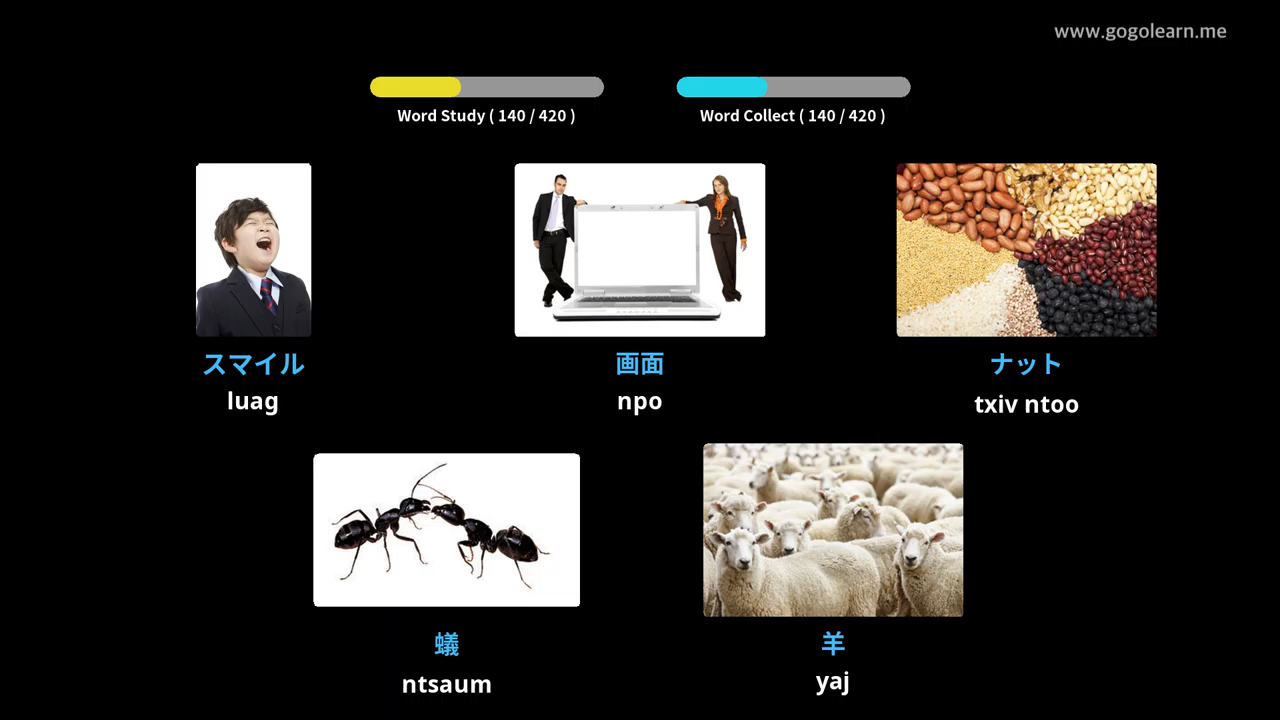 www.gogolearn.me
Word Study ( 140 / 420 )
Word Collect ( 140 / 420 )
スマイル
luag
画面
npo
ナット
txiv ntoo
蟻
ntsaum
羊
yaj